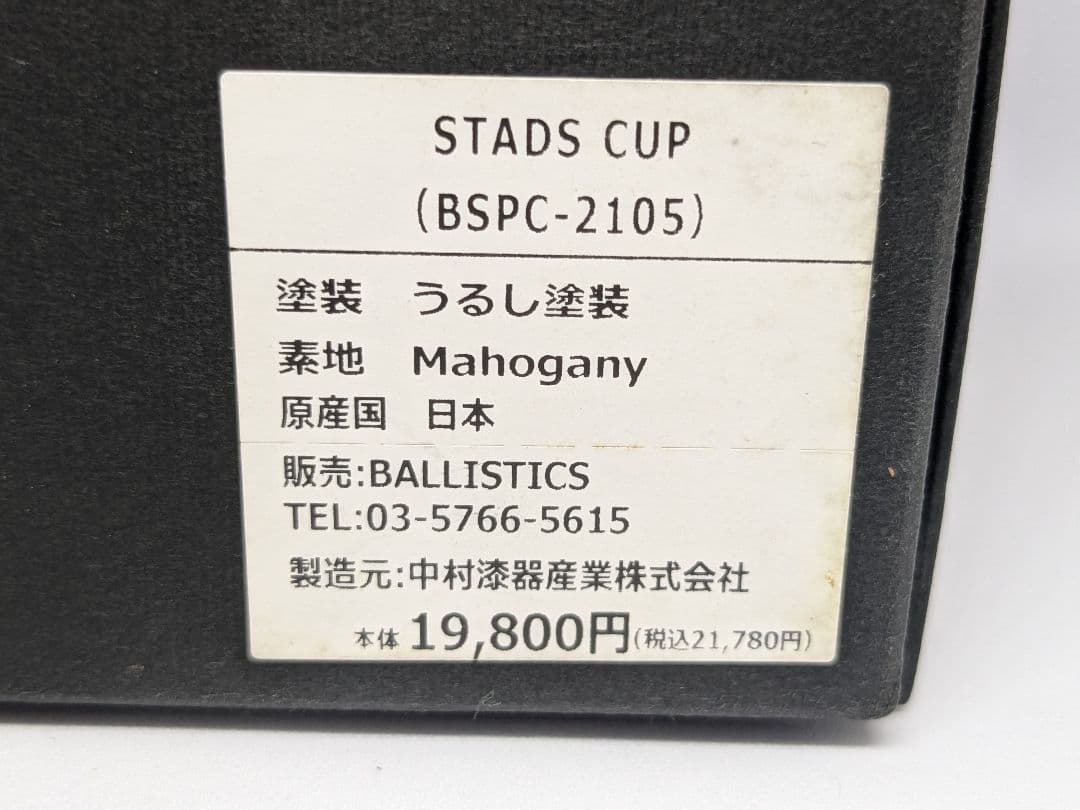 STADS CUP
(BSPC-2105)
塗装　うるし塗装
素地　Mahogany
原産国　日本
販売:BALLISTICS
TEL:03-5766-5615
製造元:中村漆器産業株式会社
本体 19,800円(税込21,780円)